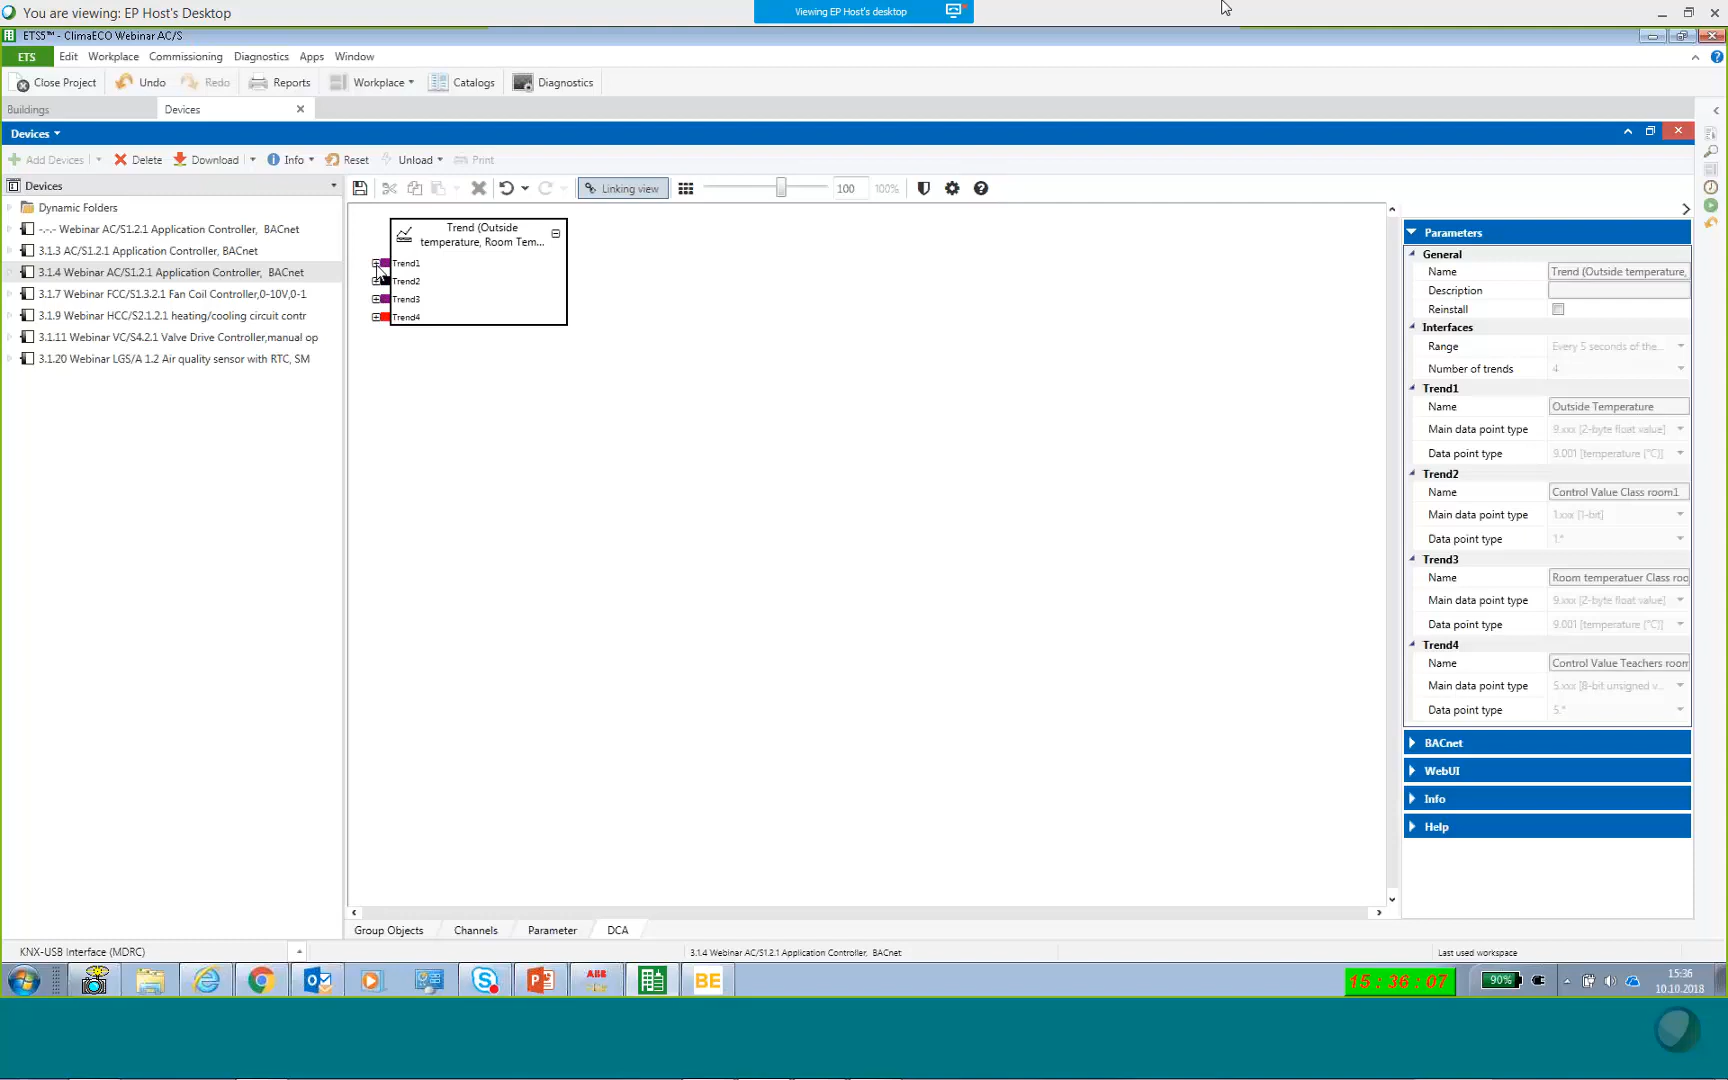 You are viewing: EP Host's Desktop
Viewing EP Host's desktop
ETS5™ - ClimaECO Webinar AC/S
ETS Edit Workplace Commissioning Diagnostics Apps Window
Close Project Undo Redo Reports Workplace Catalogs Diagnostics
Buildings Devices
Devices
Add Devices Delete Download Info Reset Unload Print
Devices
Linking view 100 100%
Dynamic Folders
-.-.- Webinar AC/S1.2.1 Application Controller, BACnet
3.1.3 AC/S1.2.1 Application Controller, BACnet
3.1.4 Webinar AC/S1.2.1 Application Controller, BACnet
3.1.7 Webinar FCC/S1.3.2.1 Fan Coil Controller,0-10V,0-1
3.1.9 Webinar HCC/S2.1.2.1 heating/cooling circuit contr
3.1.11 Webinar VC/S4.2.1 Valve Drive Controller,manual op
3.1.20 Webinar LGS/A 1.2 Air quality sensor with RTC, SM
Trend (Outside
temperature, Room Tem...
Trend1
Trend2
Trend3
Trend4
Parameters
General
Name Trend (Outside temperature,
Description
Reinstall
Interfaces
Range Every 5 seconds of the...
Number of trends 4
Trend1
Name Outside Temperature
Main data point type 9.xxx [2-byte float value]
Data point type 9.001 [temperature (°C)]
Trend2
Name Control Value Class room1
Main data point type 1.xxx [1-bit]
Data point type 1.*
Trend3
Name Room temperatuer Class roo
Main data point type 9.xxx [2-byte float value]
Data point type 9.001 [temperature (°C)]
Trend4
Name Control Value Teachers room
Main data point type 5.xxx [8-bit unsigned v...
Data point type 5.*
BACnet
WebUI
Info
Help
Group Objects Channels Parameter DCA
KNX-USB Interface (MDRC) 3.1.4 Webinar AC/S1.2.1 Application Controller, BACnet Last used workspace
ABB BE 15:36:07 90% 15:36
10.10.2018